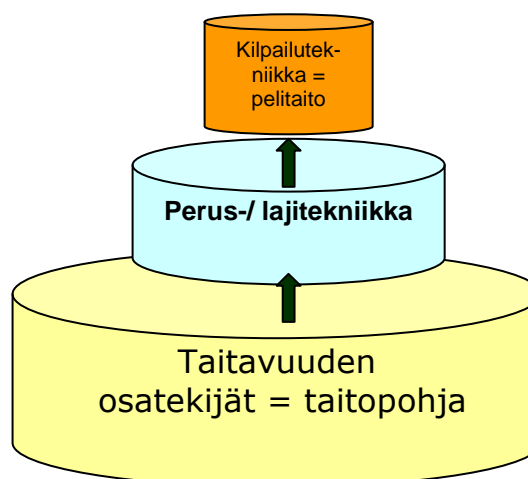 Kilpailutek-
niikka =
pelitaito
Perus-/ lajitekniikka
Taitavuuden
osatekijät = taitopohja